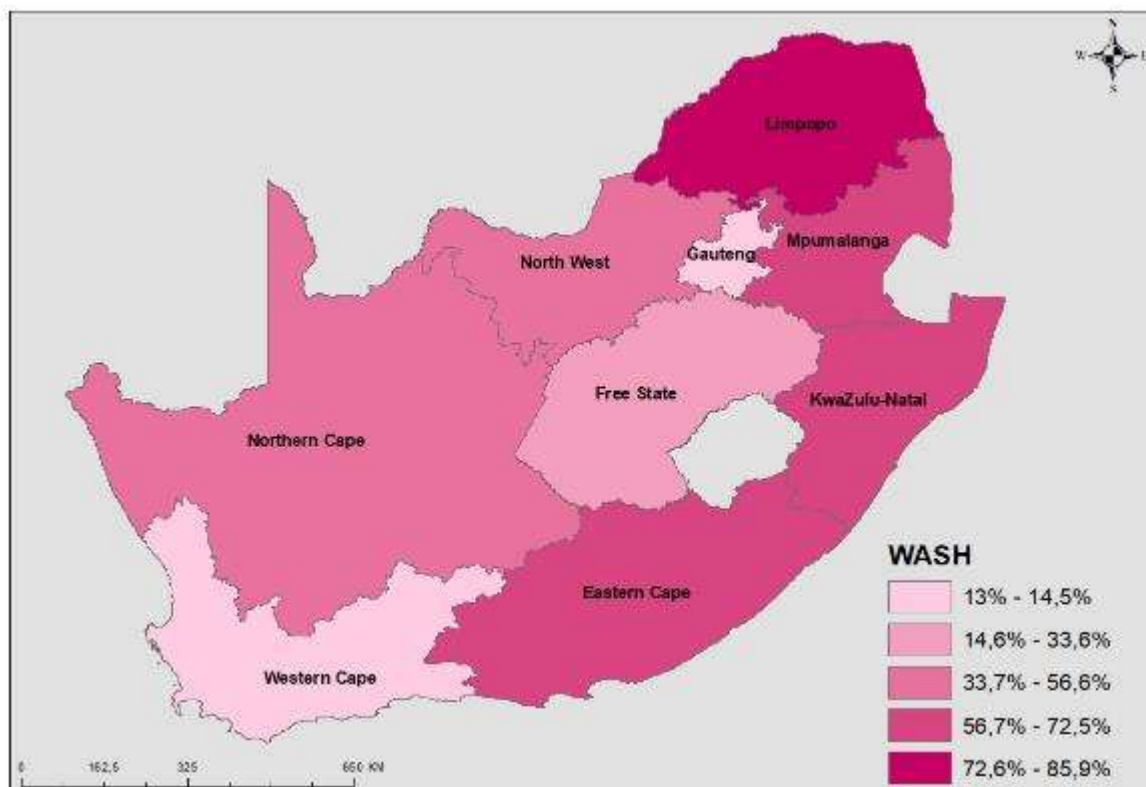 N
W E
S
Limpopo
North West
Gauteng
Mpumalanga
Free State
KwaZulu-Natal
Northern Cape
Eastern Cape
Western Cape
WASH
13% - 14,5%
14,6% - 33,6%
33,7% - 56,6%
56,7% - 72,5%
72,6% - 85,9%
0 162,5 325 650 KM